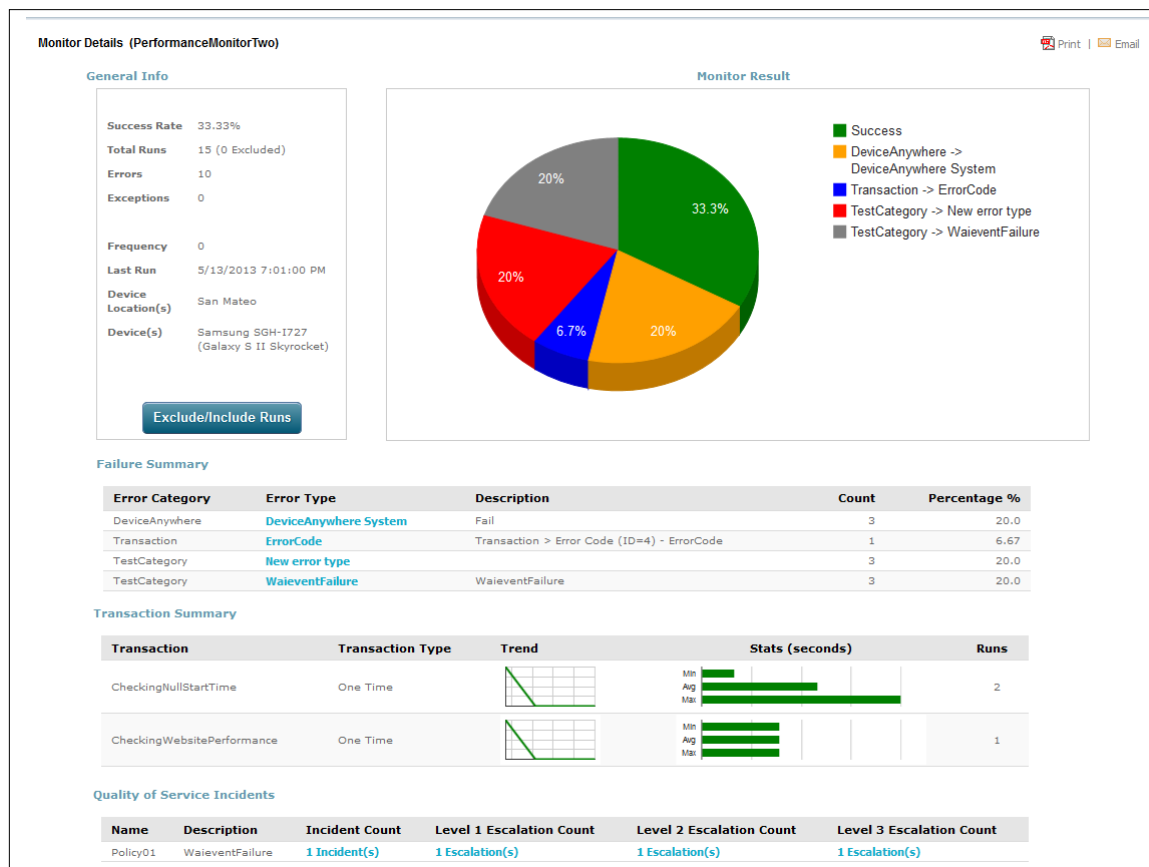 Monitor Details (PerformanceMonitorTwo)
Print | Email
General Info
Success Rate 33.33%
Total Runs 15 (0 Excluded)
Errors 10
Exceptions 0
Frequency 0
Last Run 5/13/2013 7:01:00 PM
Device
Location(s) San Mateo
Device(s) Samsung SGH-I727
(Galaxy S II Skyrocket)
Exclude/Include Runs
Monitor Result
33.3%
20%
6.7%
20%
20%
Success
DeviceAnywhere ->
DeviceAnywhere System
Transaction -> ErrorCode
TestCategory -> New error type
TestCategory -> WaieventFailure
Failure Summary
Error Category Error Type Description Count Percentage %
DeviceAnywhere DeviceAnywhere System Fail 3 20.0
Transaction ErrorCode Transaction > Error Code (ID=4) - ErrorCode 1 6.67
TestCategory New error type 3 20.0
TestCategory WaieventFailure WaieventFailure 3 20.0
Transaction Summary
Transaction Transaction Type Trend Stats (seconds) Runs
CheckingNullStartTime One Time Min Avg Max 2
CheckingWebsitePerformance One Time Min Avg Max 1
Quality of Service Incidents
Name Description Incident Count Level 1 Escalation Count Level 2 Escalation Count Level 3 Escalation Count
Policy01 WaieventFailure 1 Incident(s) 1 Escalation(s) 1 Escalation(s) 1 Escalation(s)